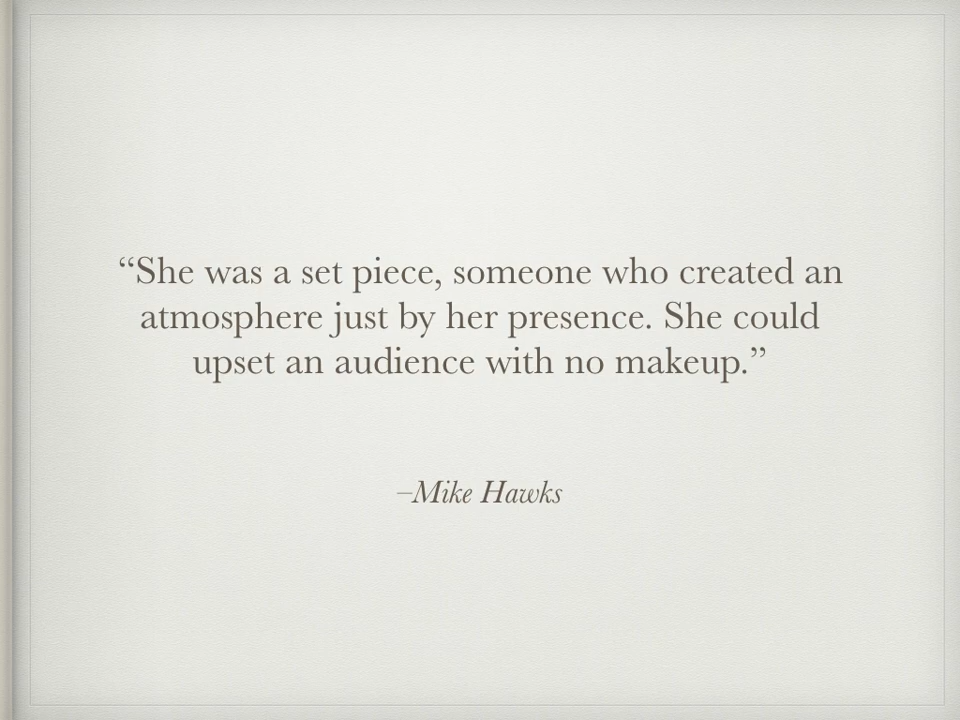 “She was a set piece, someone who created an
atmosphere just by her presence. She could
upset an audience with no makeup.”
–Mike Hawks